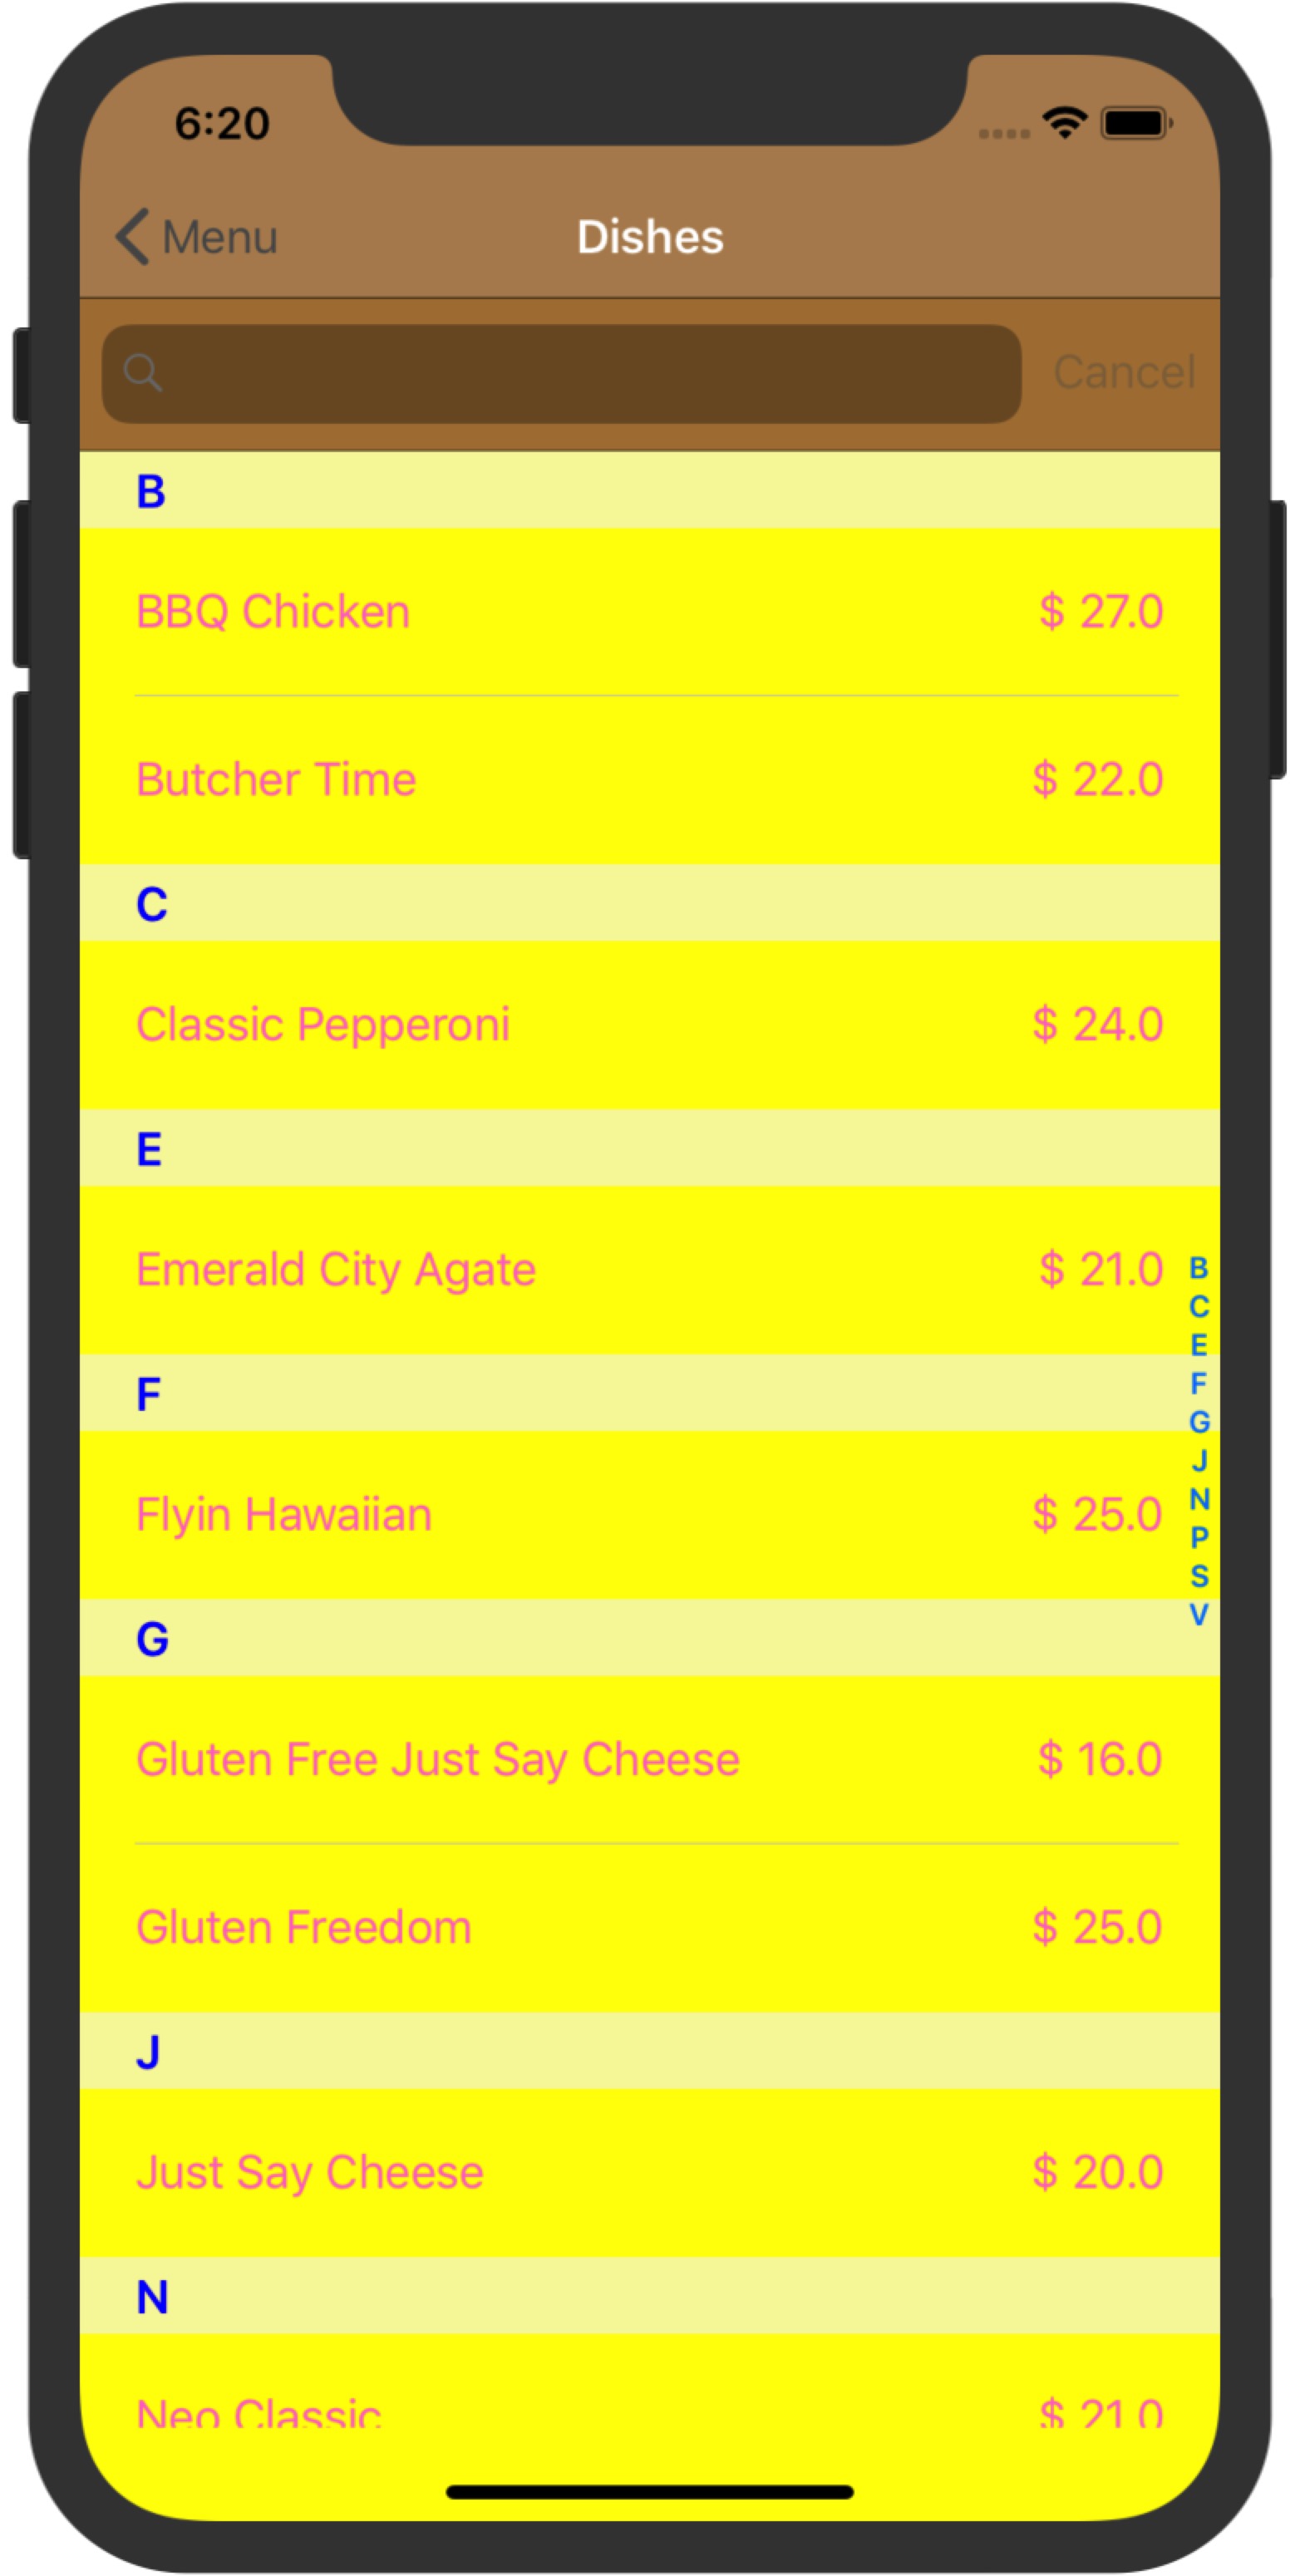 6:20
Menu Dishes
Cancel
B
BBQ Chicken $ 27.0
Butcher Time $ 22.0
C
Classic Pepperoni $ 24.0
E
Emerald City Agate $ 21.0
F
Flyin Hawaiian $ 25.0
G
Gluten Free Just Say Cheese $ 16.0
Gluten Freedom $ 25.0
J
Just Say Cheese $ 20.0
N
Neo Classic $ 21.0
B
C
E
F
G
J
N
P
S
V